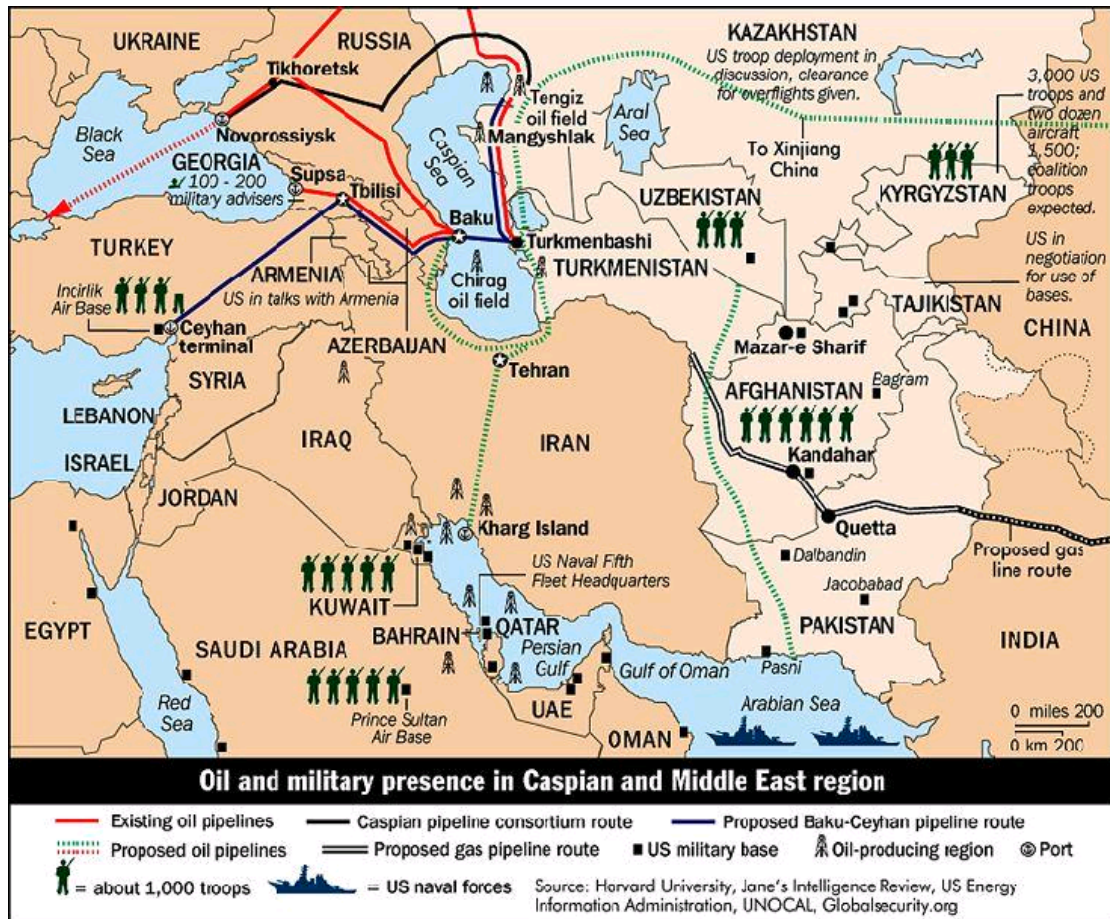 UKRAINE
RUSSIA
KAZAKHSTAN
US troop deployment in
discussion, clearance
for overflights given.
3,000 US
troops and
two dozen
aircraft
1,500;
coalition
troops
expected.
Tikhoretsk
Tengiz
oil field
Mangyshlak
Aral
Sea
Black
Sea
Novorossiysk
Caspian
Sea
To Xinjiang
China
GEORGIA
100 - 200
military advisers
Supsa
Tbilisi
UZBEKISTAN
KYRGYZSTAN
Baku
Turkmenbashi
TURKMENISTAN
US in
negotiation
for use of
bases.
TURKEY
ARMENIA
US in talks with Armenia
Chirag
oil field
TAJIKISTAN
Incirlik
Air Base
Ceyhan
terminal
AZERBAIJAN
Tehran
Mazar-e Sharif
CHINA
SYRIA
LEBANON
ISRAEL
IRAQ
IRAN
AFGHANISTAN
Bagram
JORDAN
Kandahar
Kharg Island
Quetta
Proposed gas
line route
US Naval Fifth
Fleet Headquarters
Dalbandin
Jacobabad
KUWAIT
EGYPT
BAHRAIN
QATAR
Persian
Gulf
PAKISTAN
INDIA
SAUDI ARABIA
Gulf of Oman
Pasni
Red
Sea
Prince Sultan
Air Base
UAE
OMAN
Arabian Sea
0 miles 200
0 km 200
Oil and military presence in Caspian and Middle East region
Existing oil pipelines
Caspian pipeline consortium route
Proposed Baku-Ceyhan pipeline route
Proposed oil pipelines
Proposed gas pipeline route
US military base
Oil-producing region
Port
= about 1,000 troops
= US naval forces
Source: Harvard University, Jane's Intelligence Review, US Energy
Information Administration, UNOCAL, Globalsecurity.org